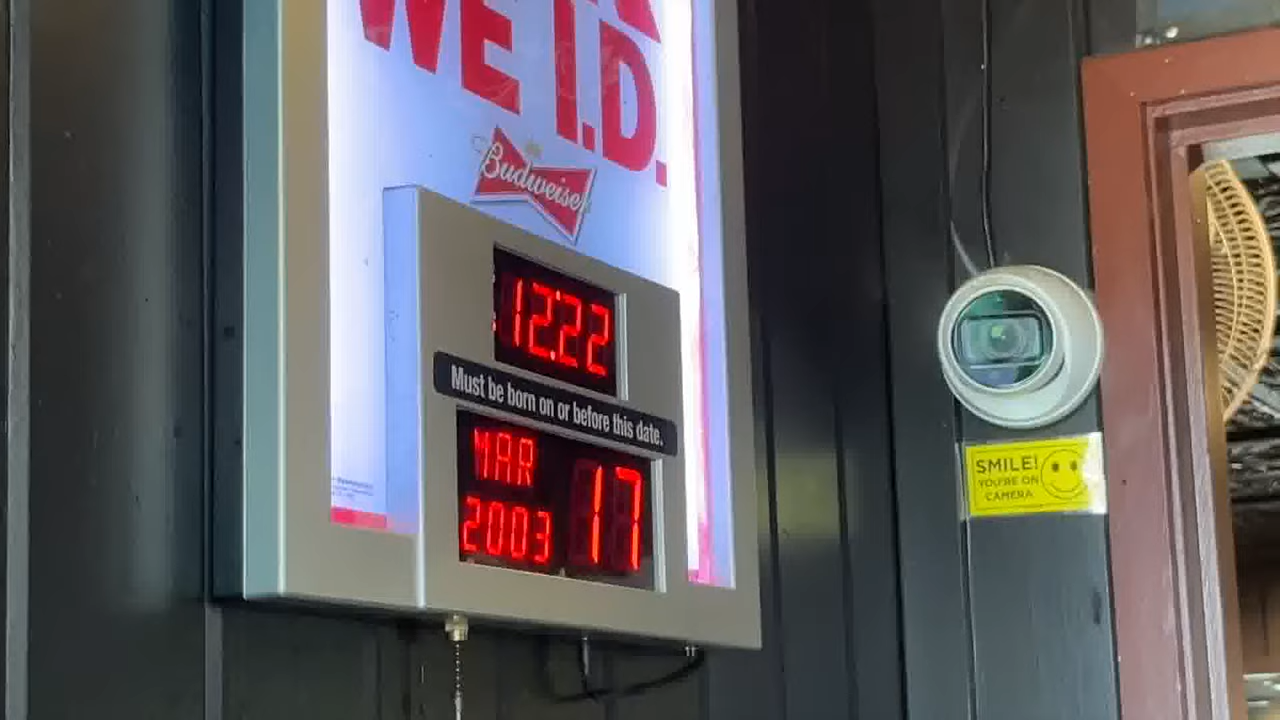 WE I.D.
Budweiser
12:22
Must be born on or before this date.
MAR 17
2003
SMILE!
YOU'RE ON
CAMERA